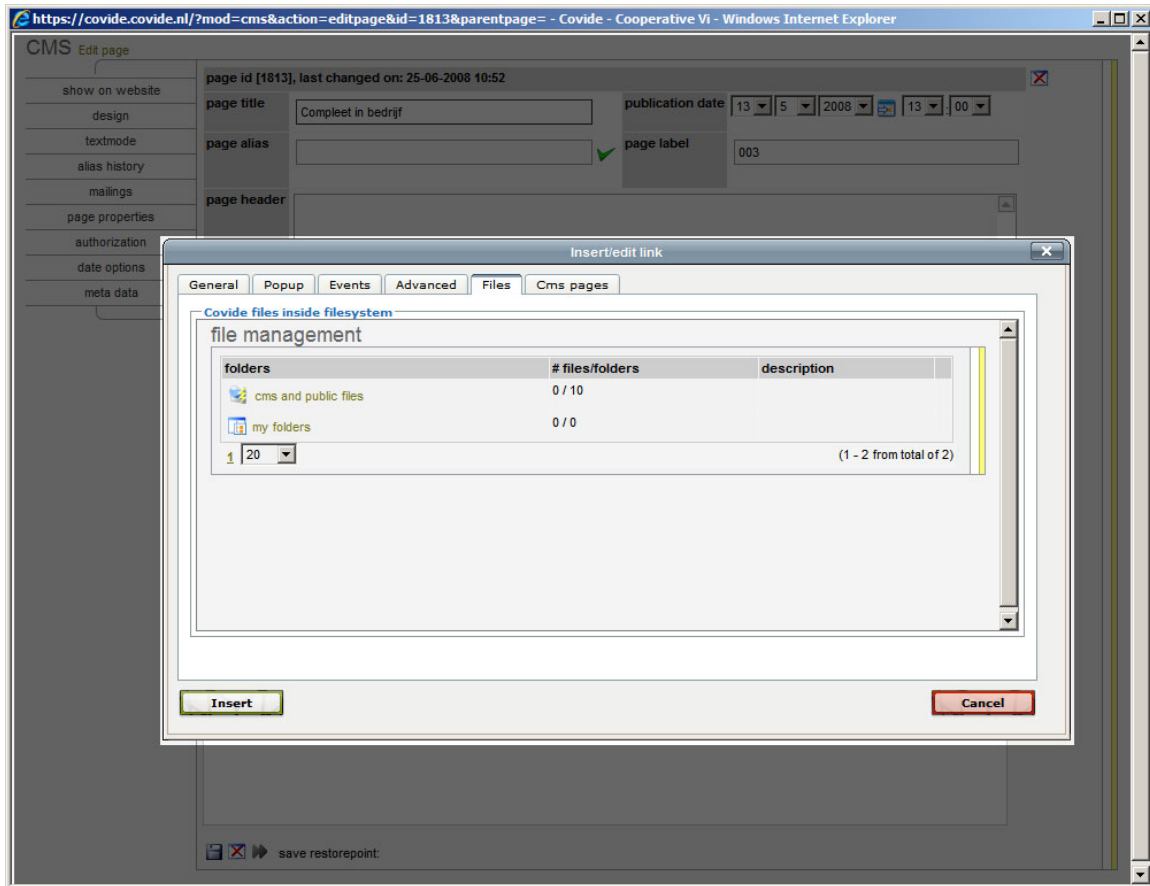 https://covide.covide.nl/?mod=cms&action=editpage&id=1813&parentpage= - Covide - Cooperative Vi - Windows Internet Explorer
CMS Edit page
show on website
design
textmode
alias history
mailings
page properties
authorization
date options
meta data
page id [1813], last changed on: 25-06-2008 10:52
page title Compleet in bedrijf publication date 13 5 2008 13 : 00
page alias page label 003
page header
Insert/edit link
General Popup Events Advanced Files Cms pages
Covide files inside filesystem
file management
folders # files/folders description
cms and public files 0 / 10
my folders 0 / 0
1 20 (1 - 2 from total of 2)
Insert Cancel
save restorepoint: